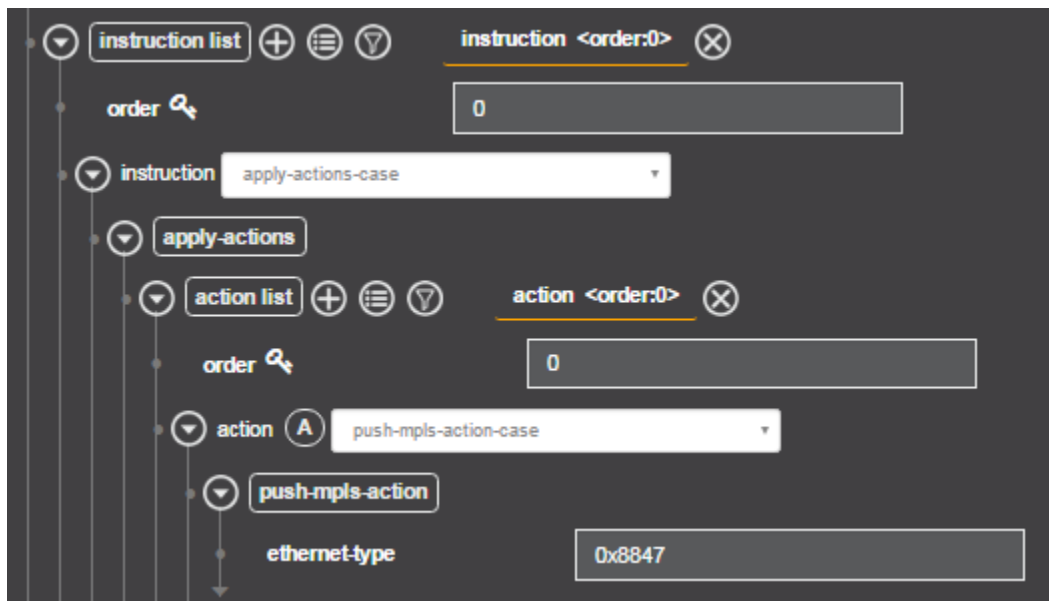 instruction list instruction <order:0>
order 0
instruction apply-actions-case
apply-actions
action list action <order:0>
order 0
action A push-mpls-action-case
push-mpls-action
ethernet-type 0x8847